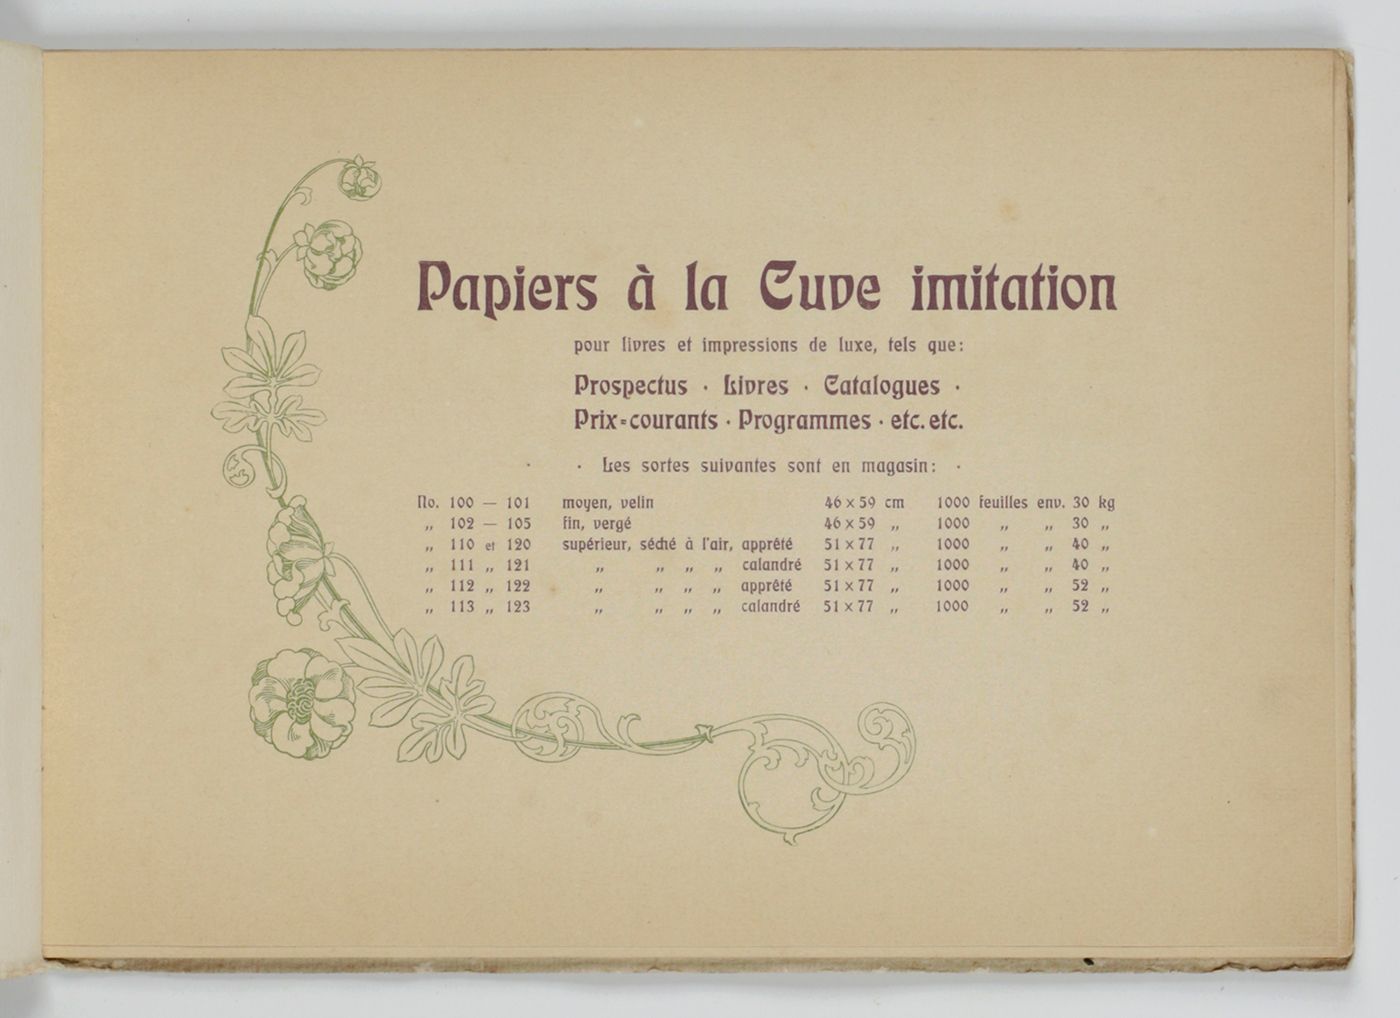 Papiers à la Cuve imitation
pour livres et impressions de luxe, tels que:
Prospectus · Livres · Catalogues ·
Prix=courants · Programmes · etc. etc.
· Les sortes suivantes sont en magasin: ·
No. 100 — 101 moyen, velin 46 × 59 cm 1000 feuilles env. 30 kg
„ 102 — 105 fin, vergé 46 × 59 „ 1000 „ „ 30 „
„ 110 et 120 supérieur, séché à l'air, apprêté 51 × 77 „ 1000 „ „ 40 „
„ 111 „ 121 „ „ „ „ calandré 51 × 77 „ 1000 „ „ 40 „
„ 112 „ 122 „ „ „ „ apprêté 51 × 77 „ 1000 „ „ 52 „
„ 113 „ 123 „ „ „ „ calandré 51 × 77 „ 1000 „ „ 52 „